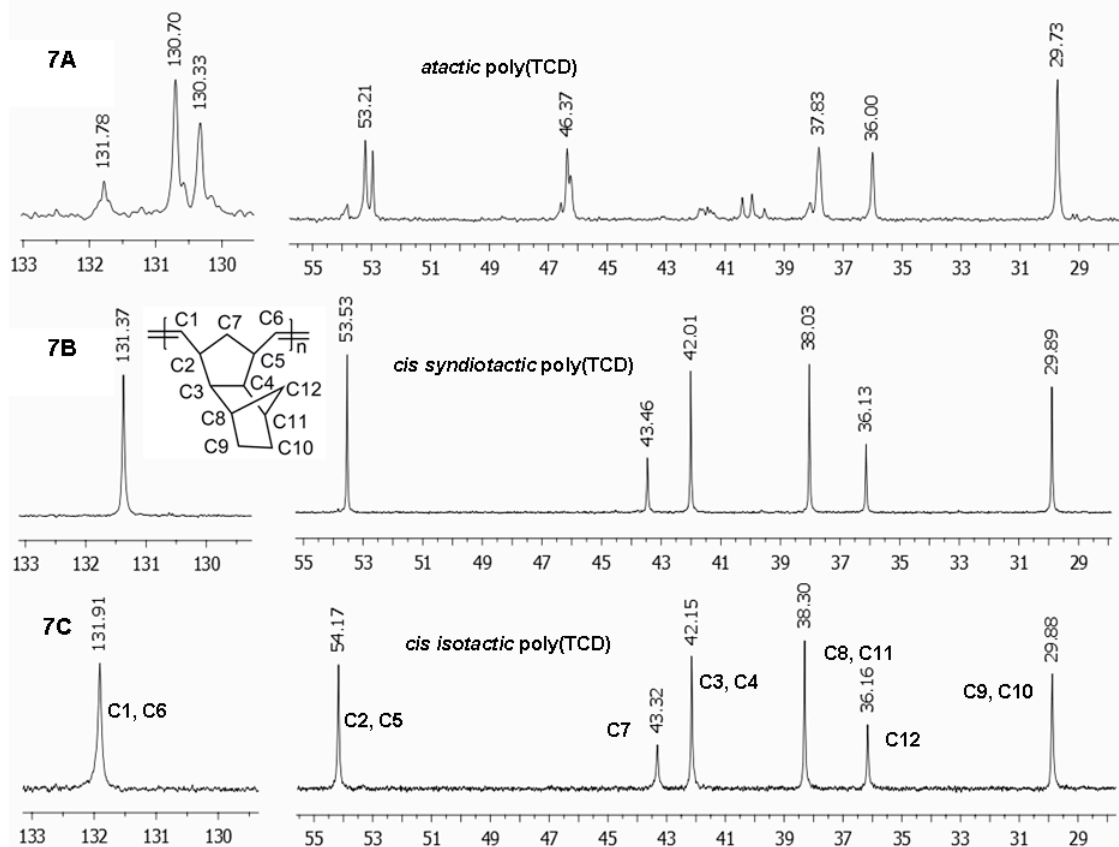 7A
atactic poly(TCD)
131.78
130.70
130.33
53.21
46.37
37.83
36.00
29.73
133 132 131 130
55 53 51 49 47 45 43 41 39 37 35 33 31 29
7B
cis syndiotactic poly(TCD)
131.37
C1
C7
C6
n
C2
C5
C3
C4
C12
C8
C11
C9
C10
53.53
43.46
42.01
38.03
36.13
29.89
133 132 131 130
55 53 51 49 47 45 43 41 39 37 35 33 31 29
7C
cis isotactic poly(TCD)
131.91
C1, C6
54.17
C2, C5
C7
43.32
42.15
C3, C4
38.30
C8, C11
36.16
C12
C9, C10
29.88
133 132 131 130
55 53 51 49 47 45 43 41 39 37 35 33 31 29